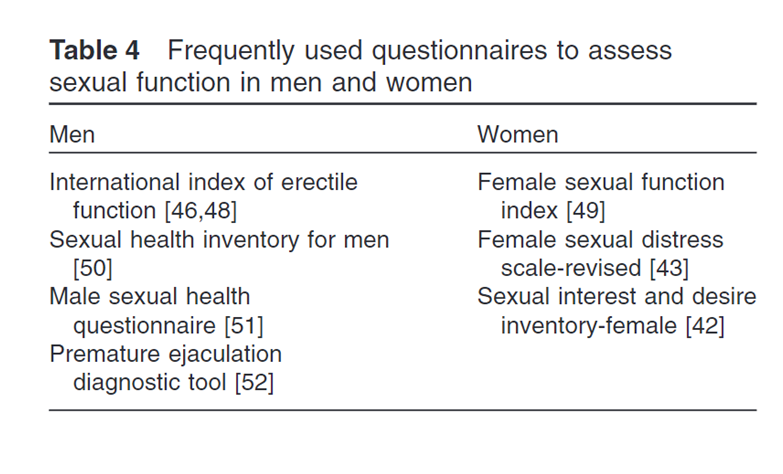 Table 4 Frequently used questionnaires to assess
sexual function in men and women
Men Women
International index of erectile
function [46,48]
Sexual health inventory for men
[50]
Male sexual health
questionnaire [51]
Premature ejaculation
diagnostic tool [52]
Female sexual function
index [49]
Female sexual distress
scale-revised [43]
Sexual interest and desire
inventory-female [42]